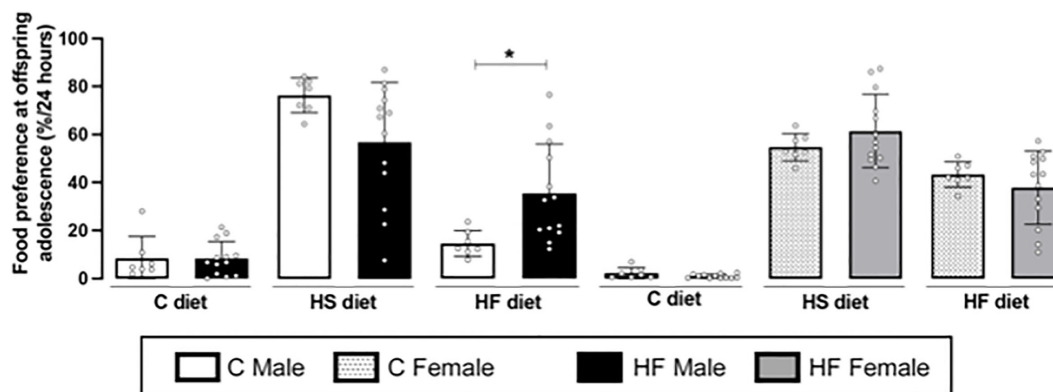 Food preference at offspring
adolescence (%/24 hours)
100
80
60
40
20
0
*
C diet
HS diet
HF diet
C diet
HS diet
HF diet
C Male
C Female
HF Male
HF Female